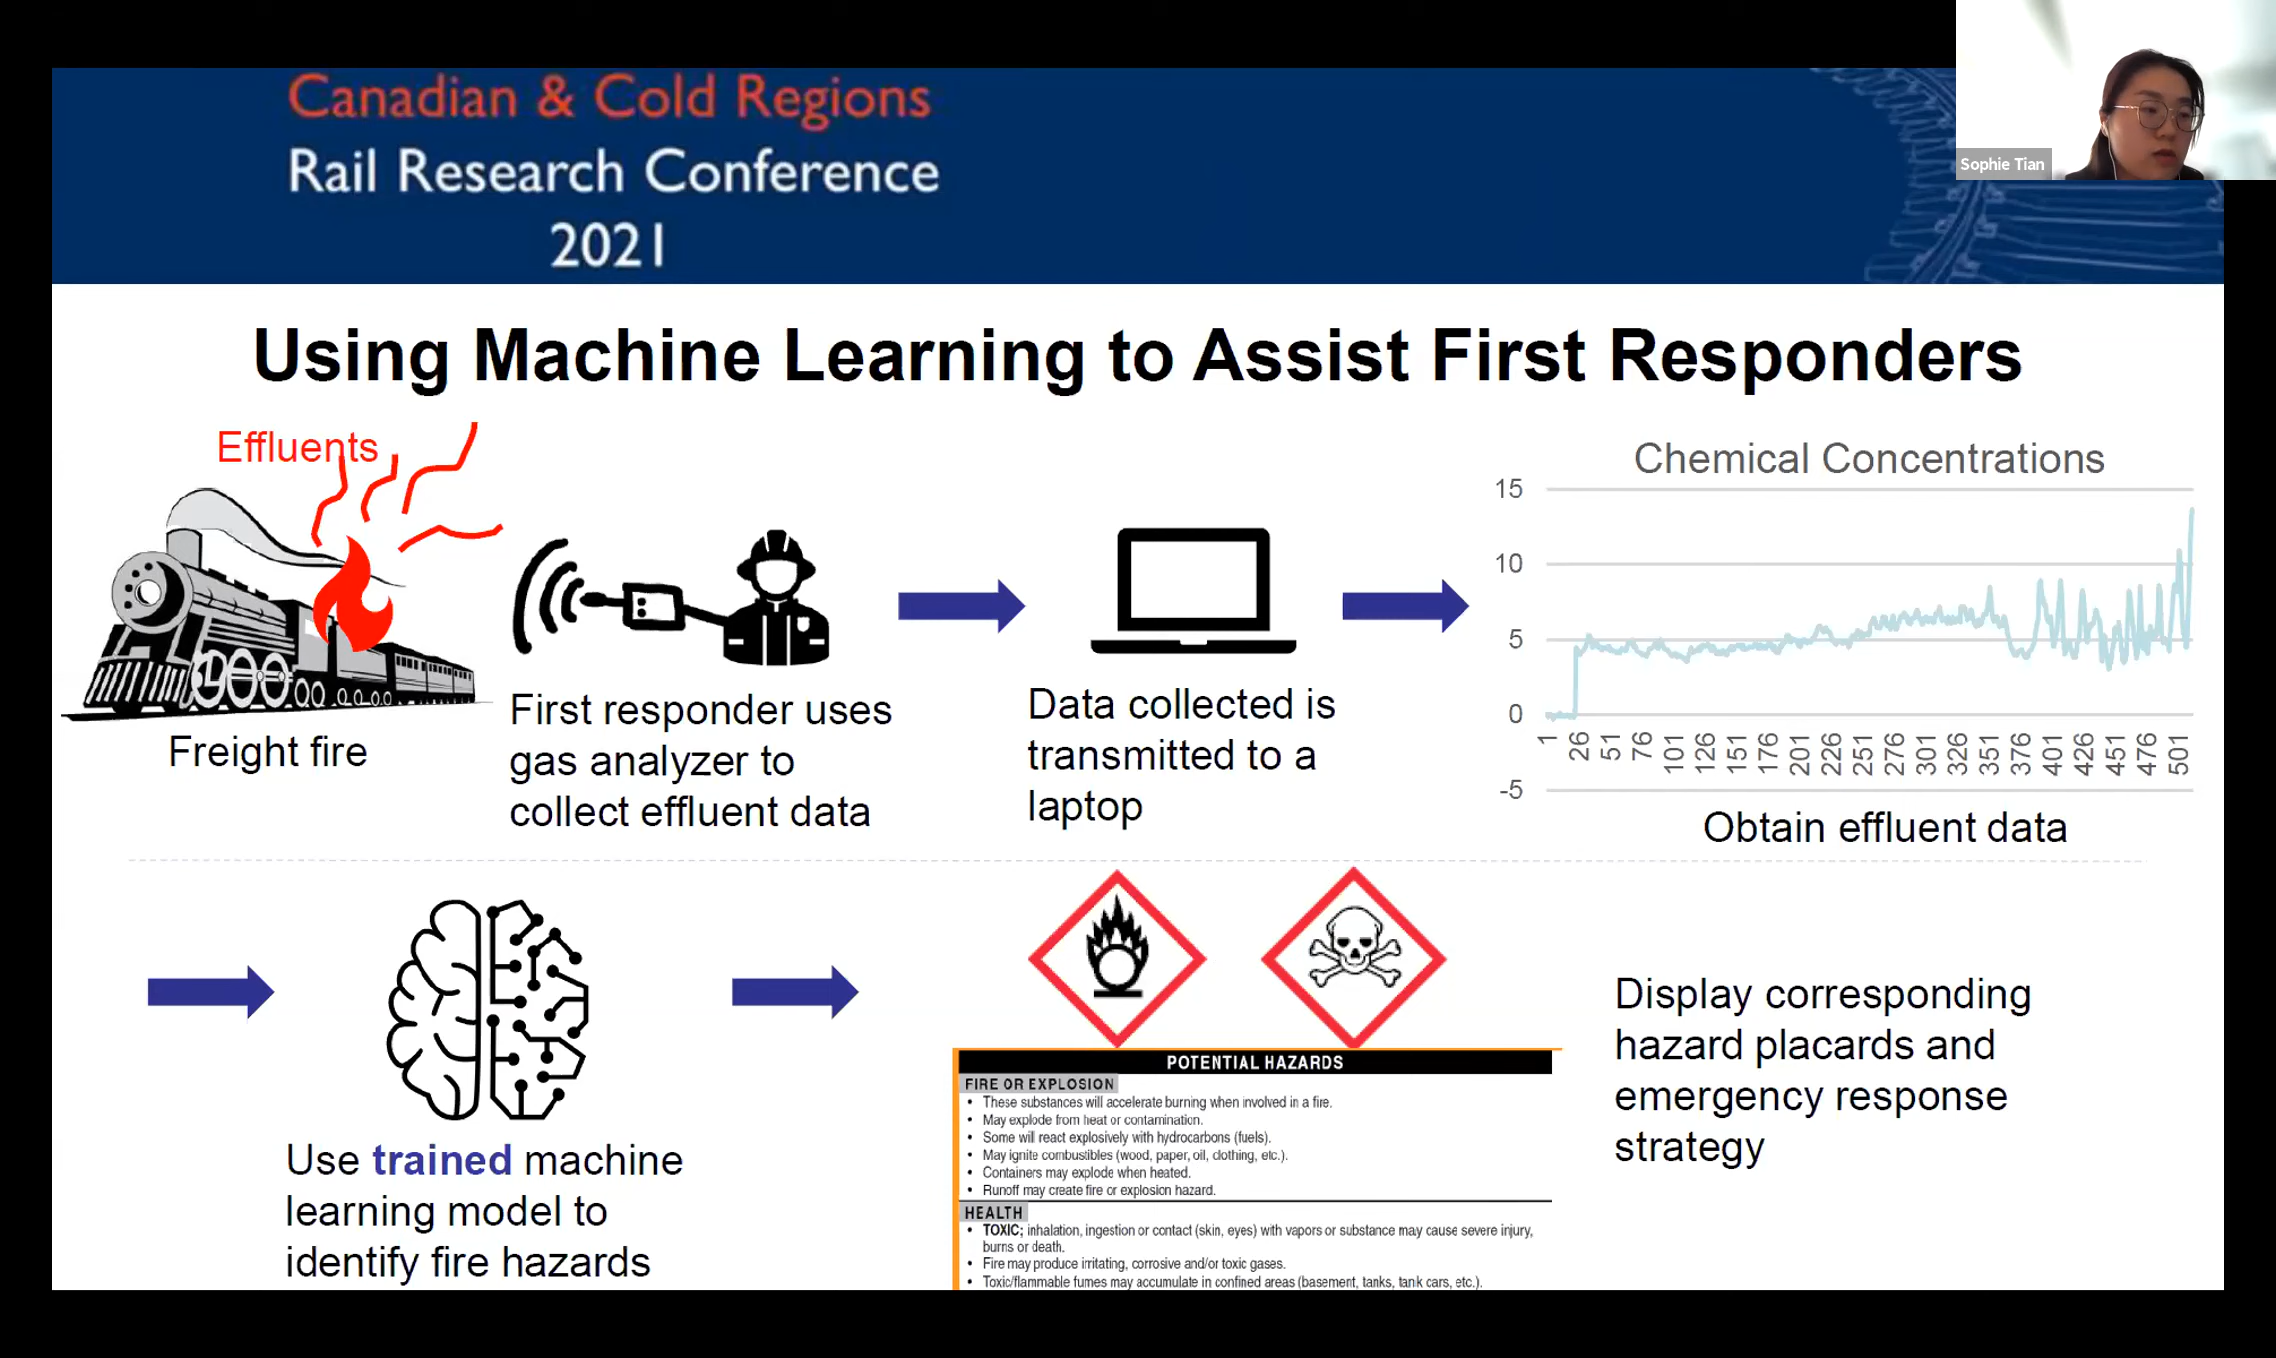 Canadian & Cold Regions
Rail Research Conference
2021
Sophie Tian
Using Machine Learning to Assist First Responders
Effluents
Freight fire
First responder uses
gas analyzer to
collect effluent data
Data collected is
transmitted to a
laptop
Chemical Concentrations
15
10
5
0
-5
1 26 51 76 101 126 151 176 201 226 251 276 301 326 351 376 401 426 451 476 501
Obtain effluent data
Use trained machine
learning model to
identify fire hazards
POTENTIAL HAZARDS
FIRE OR EXPLOSION
• These substances will accelerate burning when involved in a fire.
• May explode from heat or contamination.
• Some will react explosively with hydrocarbons (fuels).
• May ignite combustibles (wood, paper, oil, clothing, etc.).
• Containers may explode when heated.
• Runoff may create fire or explosion hazard.
HEALTH
• TOXIC; inhalation, ingestion or contact (skin, eyes) with vapors or substance may cause severe injury,
burns or death.
• Fire may produce irritating, corrosive and/or toxic gases.
• Toxic/flammable fumes may accumulate in confined areas (basement, tanks, tank cars, etc.).
Display corresponding
hazard placards and
emergency response
strategy